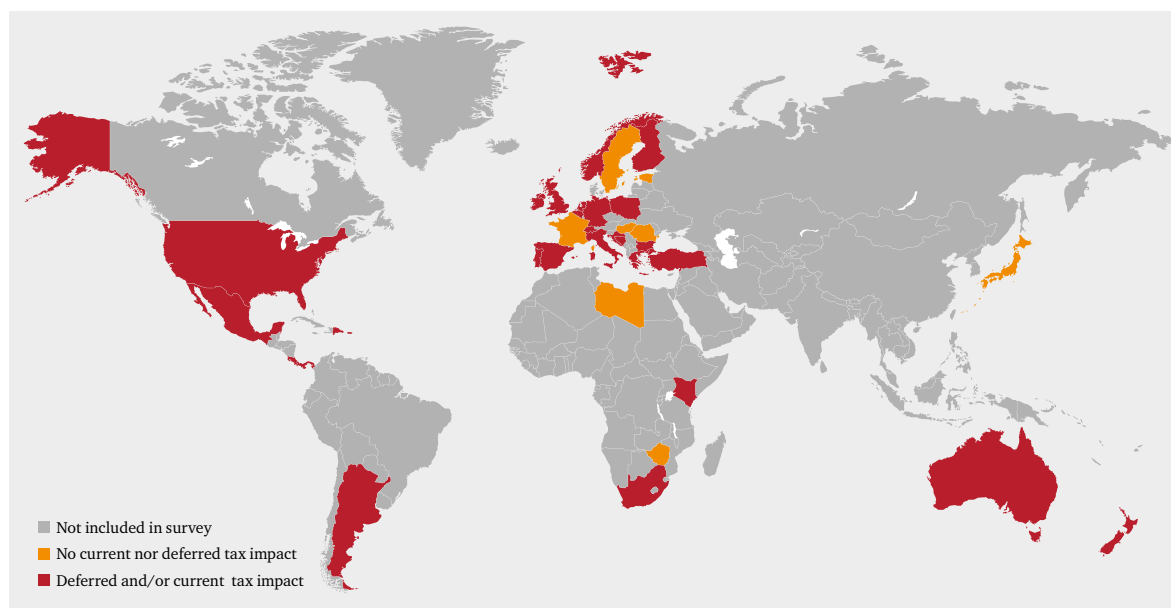 Not included in survey
No current nor deferred tax impact
Deferred and/or current tax impact